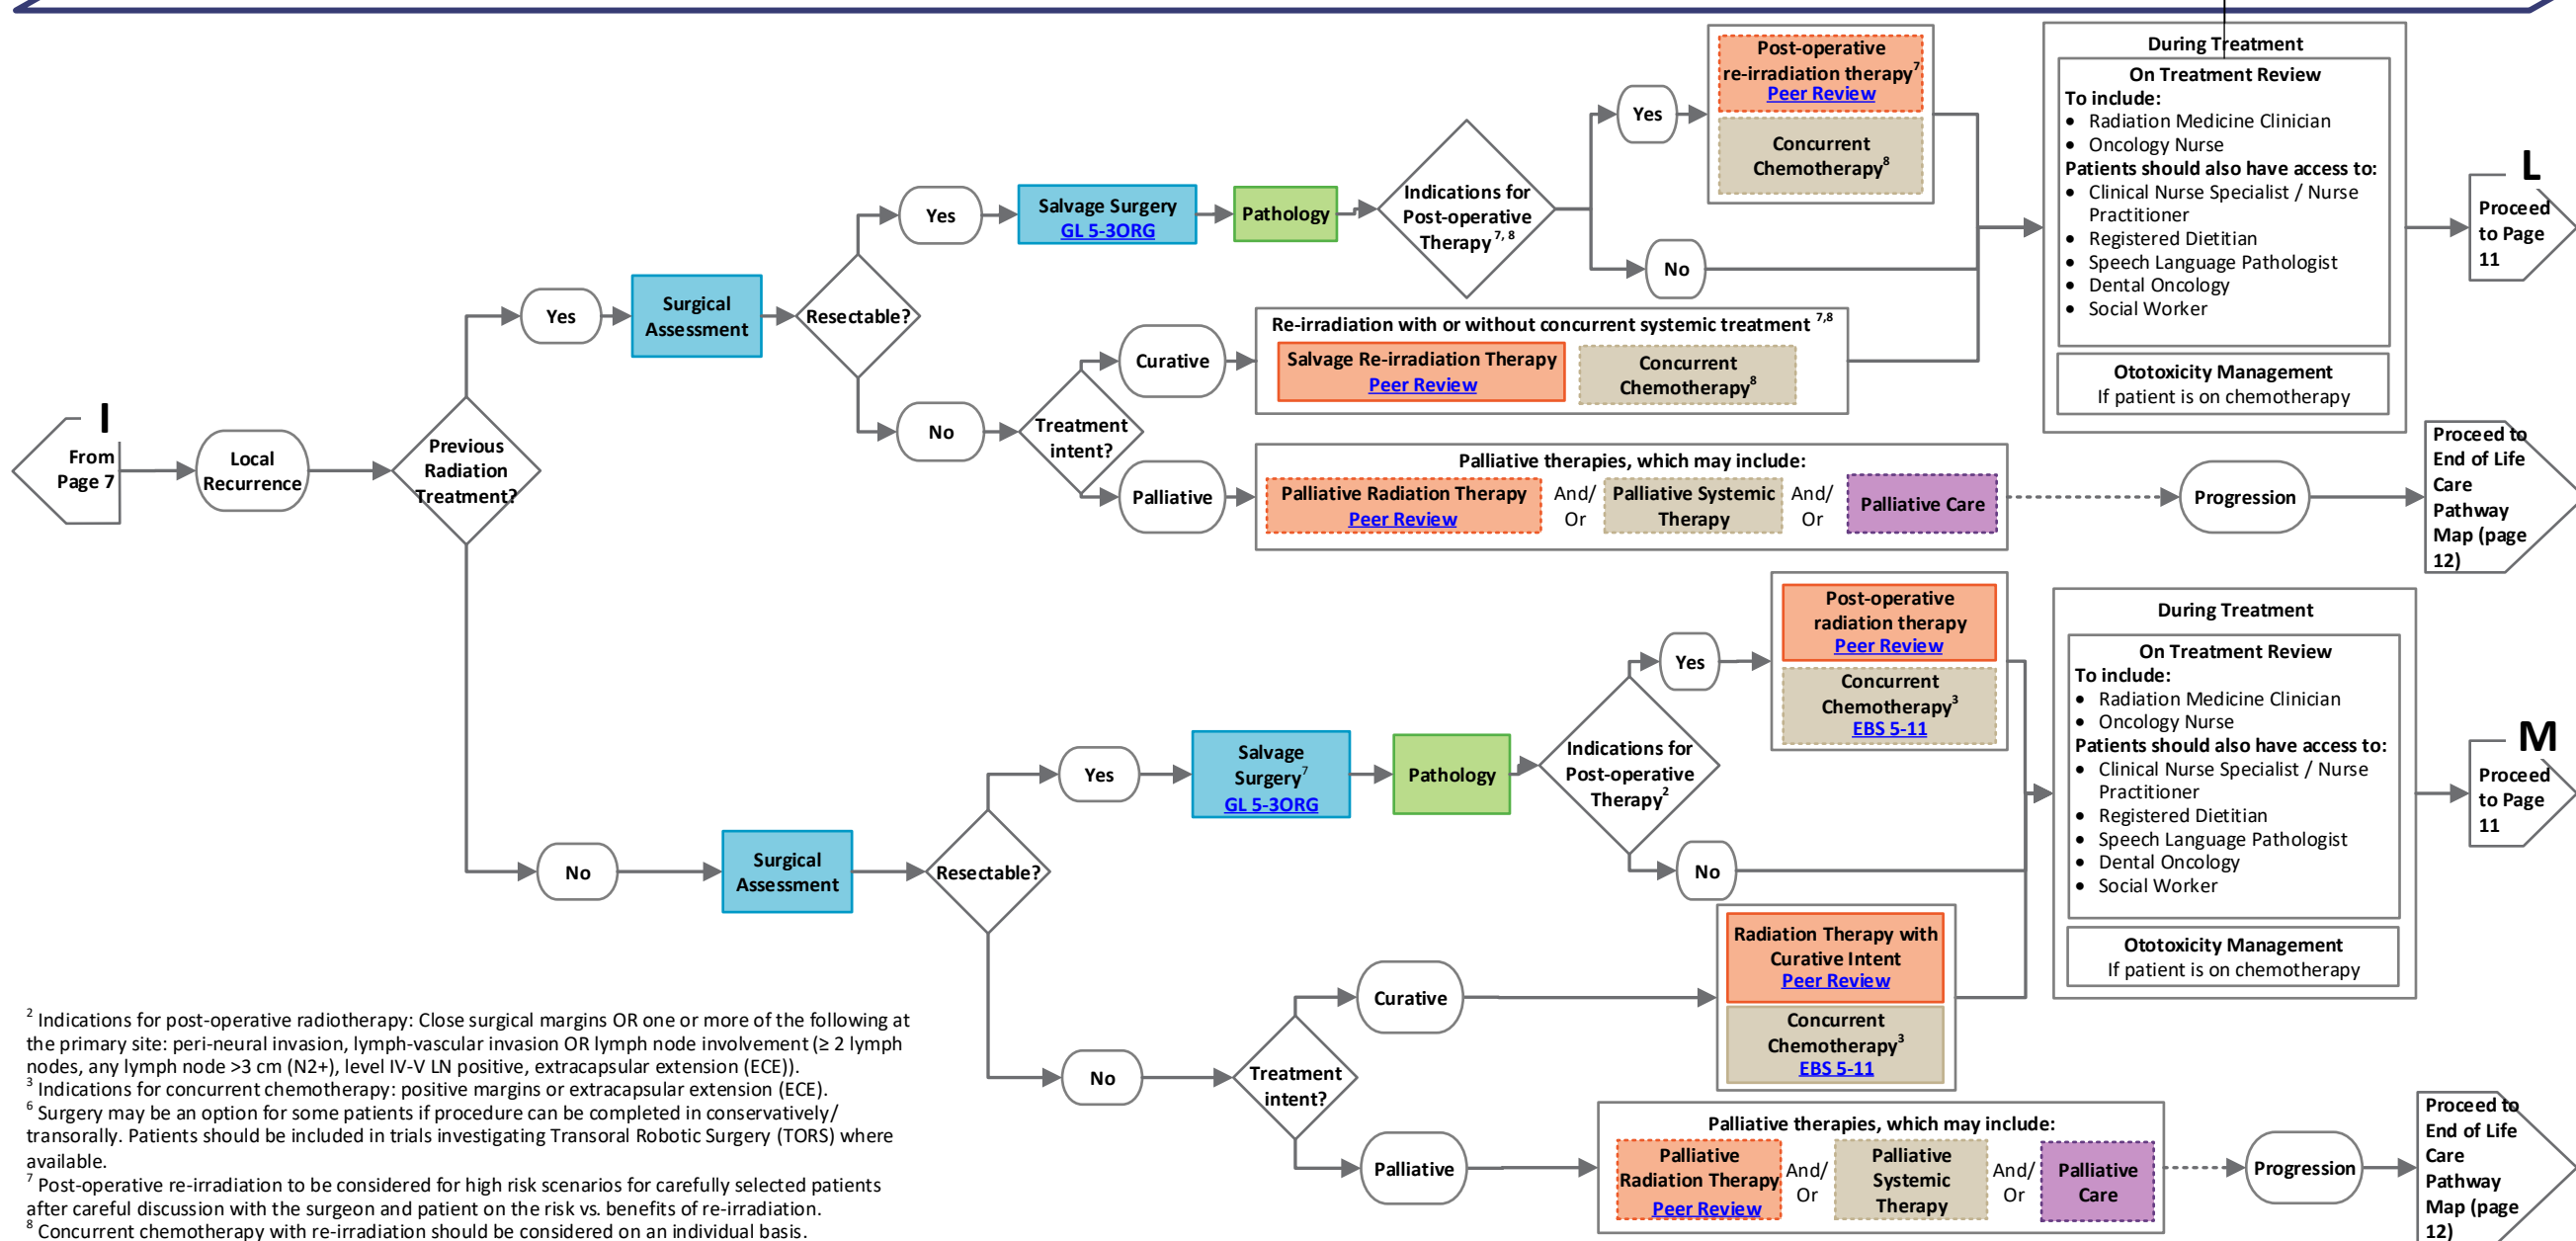 I
From
Page 7
Local
Recurrence
Previous
Radiation
Treatment?
Yes
Surgical
Assessment
Resectable?
Yes
Salvage Surgery
GL 5-3ORG
Pathology
Indications for
Post-operative
Therapy 7, 8
Yes
Post-operative
re-irradiation therapy7
Peer Review
Concurrent
Chemotherapy8
No
No
Treatment
intent?
Curative
Re-irradiation with or without concurrent systemic treatment 7,8
Salvage Re-irradiation Therapy
Peer Review
Concurrent
Chemotherapy8
Palliative
Palliative therapies, which may include:
Palliative Radiation Therapy
Peer Review
And/
Or
Palliative Systemic
Therapy
And/
Or
Palliative Care
Progression
Proceed to
End of Life
Care
Pathway
Map (page
12)
During Treatment
On Treatment Review
To include:
• Radiation Medicine Clinician
• Oncology Nurse
Patients should also have access to:
• Clinical Nurse Specialist / Nurse
Practitioner
• Registered Dietitian
• Speech Language Pathologist
• Dental Oncology
• Social Worker
Ototoxicity Management
If patient is on chemotherapy
L
Proceed
to Page
11
No
Surgical
Assessment
Resectable?
Yes
Salvage
Surgery7
GL 5-3ORG
Pathology
Indications for
Post-operative
Therapy2
Yes
Post-operative
radiation therapy
Peer Review
Concurrent
Chemotherapy3
EBS 5-11
No
No
Treatment
intent?
Curative
Radiation Therapy with
Curative Intent
Peer Review
Concurrent
Chemotherapy3
EBS 5-11
Palliative
Palliative therapies, which may include:
Palliative
Radiation Therapy
Peer Review
And/
Or
Palliative
Systemic
Therapy
And/
Or
Palliative
Care
Progression
Proceed to
End of Life
Care
Pathway
Map (page
12)
During Treatment
On Treatment Review
To include:
• Radiation Medicine Clinician
• Oncology Nurse
Patients should also have access to:
• Clinical Nurse Specialist / Nurse
Practitioner
• Registered Dietitian
• Speech Language Pathologist
• Dental Oncology
• Social Worker
Ototoxicity Management
If patient is on chemotherapy
M
Proceed
to Page
11
2 Indications for post-operative radiotherapy: Close surgical margins OR one or more of the following at
the primary site: peri-neural invasion, lymph-vascular invasion OR lymph node involvement (≥ 2 lymph
nodes, any lymph node >3 cm (N2+), level IV-V LN positive, extracapsular extension (ECE)).
3 Indications for concurrent chemotherapy: positive margins or extracapsular extension (ECE).
6 Surgery may be an option for some patients if procedure can be completed in conservatively/
transorally. Patients should be included in trials investigating Transoral Robotic Surgery (TORS) where
available.
7 Post-operative re-irradiation to be considered for high risk scenarios for carefully selected patients
after careful discussion with the surgeon and patient on the risk vs. benefits of re-irradiation.
8 Concurrent chemotherapy with re-irradiation should be considered on an individual basis.